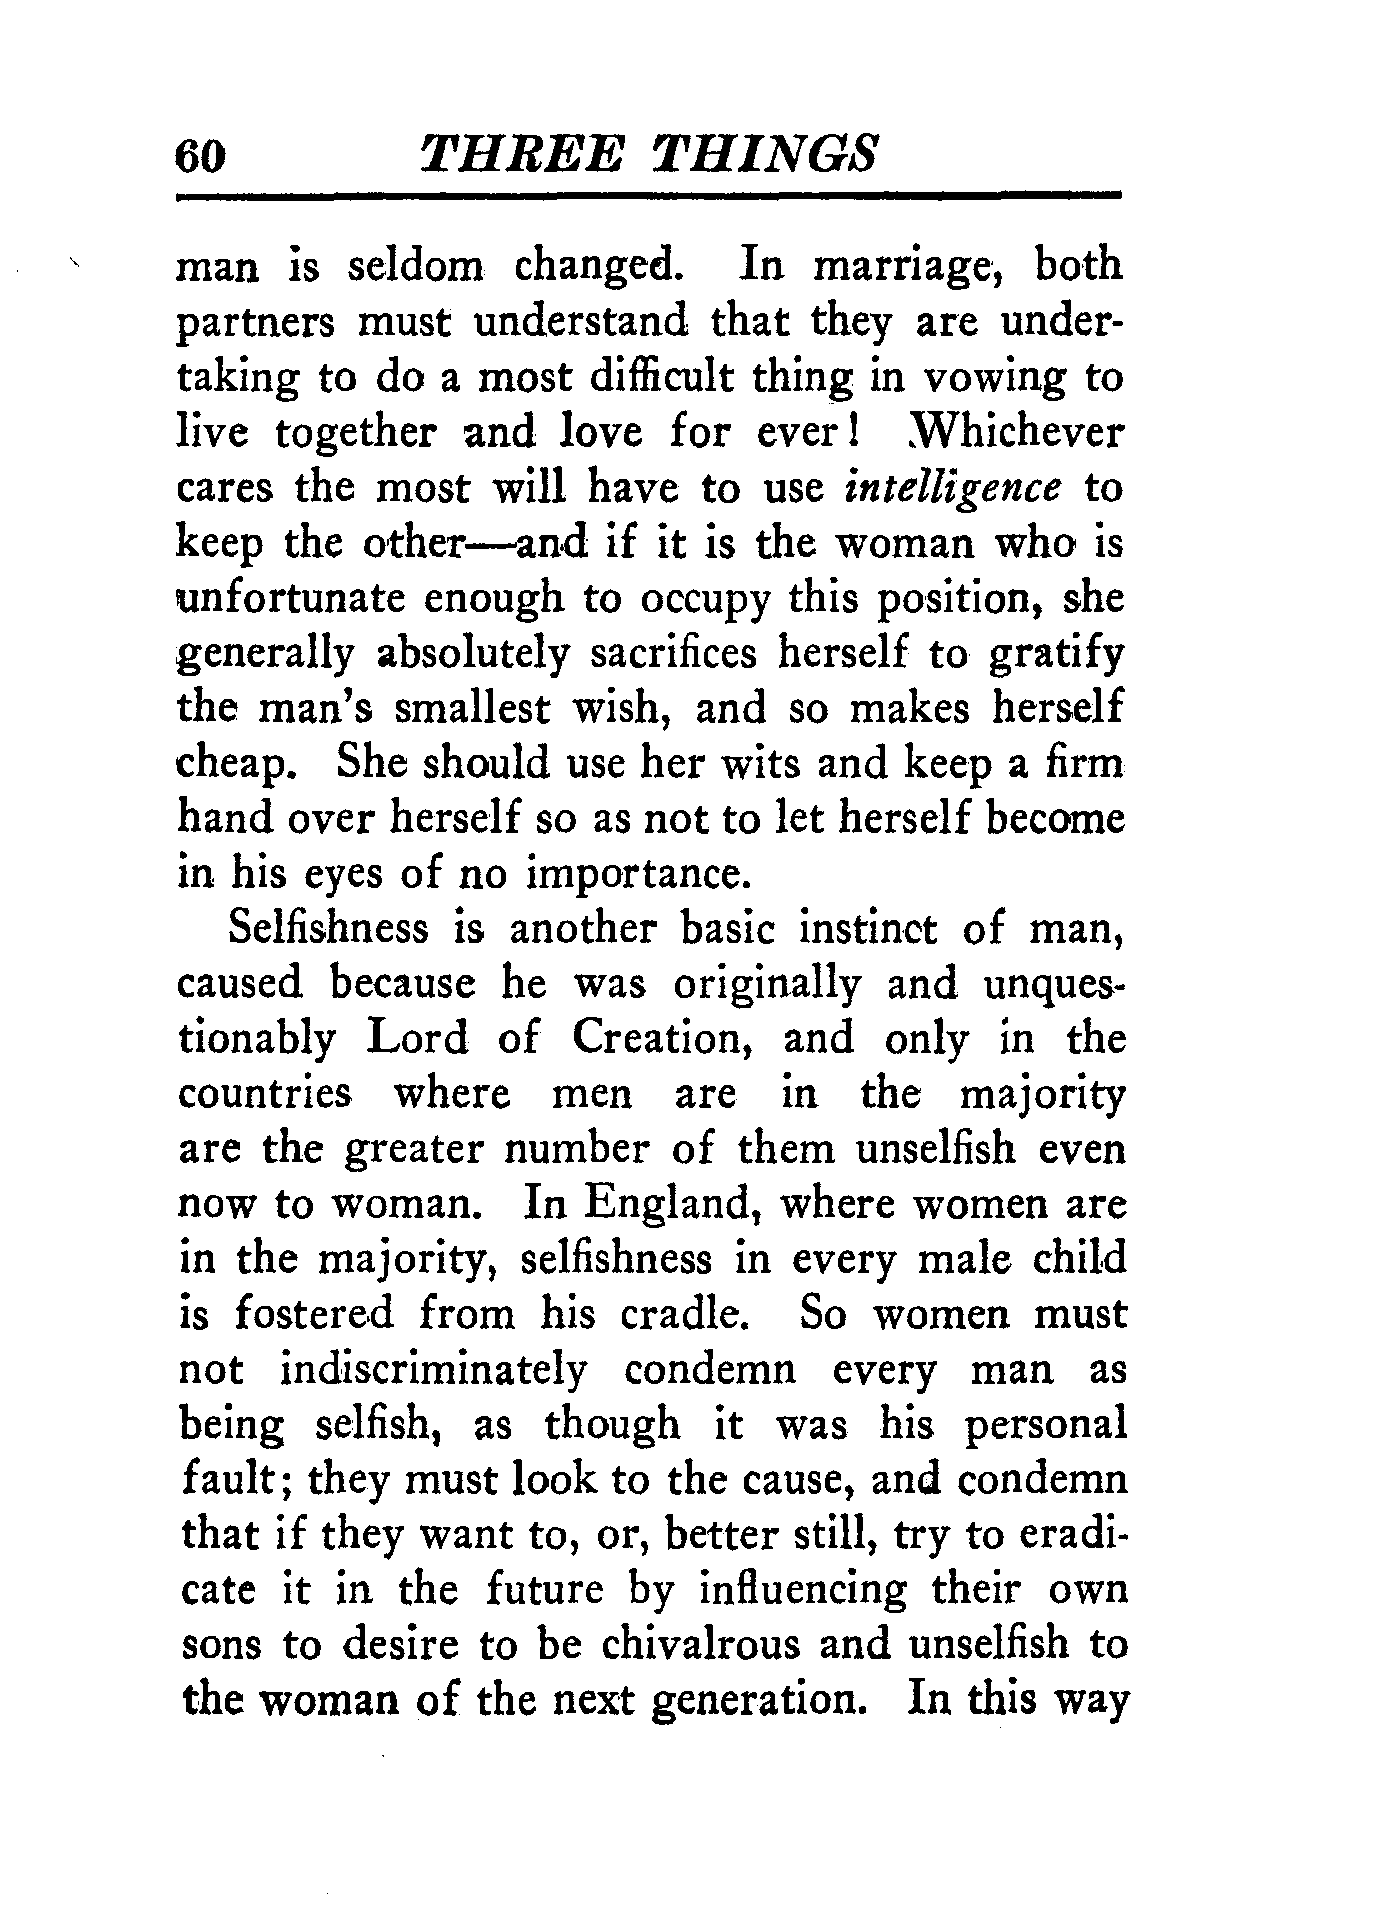 60 THREE THINGS
man is seldom changed. In marriage, both
partners must understand that they are under-
taking to do a most difficult thing in vowing to
live together and love for ever! Whichever
cares the most will have to use intelligence to
keep the other—and if it is the woman who is
unfortunate enough to occupy this position, she
generally absolutely sacrifices herself to gratify
the man's smallest wish, and so makes herself
cheap. She should use her wits and keep a firm
hand over herself so as not to let herself become
in his eyes of no importance.
Selfishness is another basic instinct of man,
caused because he was originally and unques-
tionably Lord of Creation, and only in the
countries where men are in the majority
are the greater number of them unselfish even
now to woman. In England, where women are
in the majority, selfishness in every male child
is fostered from his cradle. So women must
not indiscriminately condemn every man as
being selfish, as though it was his personal
fault; they must look to the cause, and condemn
that if they want to, or, better still, try to eradi-
cate it in the future by influencing their own
sons to desire to be chivalrous and unselfish to
the woman of the next generation. In this way